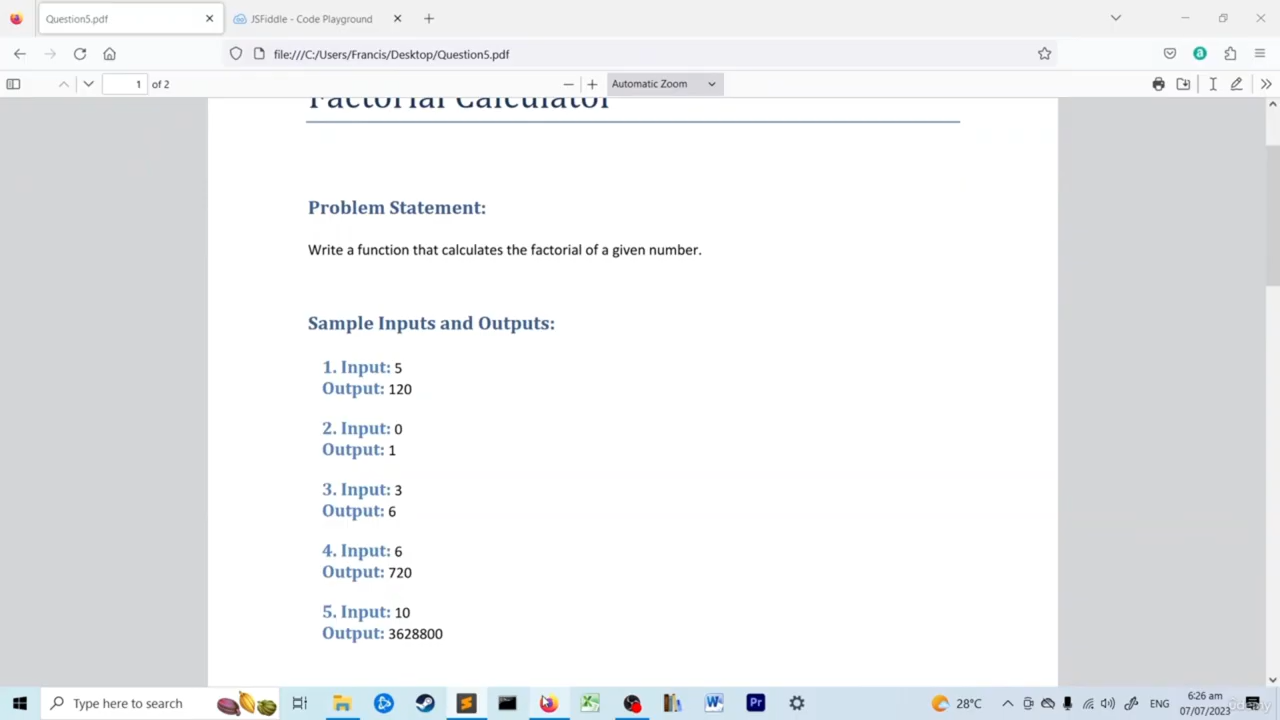 Question5.pdf
JSFiddle - Code Playground
file:///C:/Users/Francis/Desktop/Question5.pdf
1 of 2
Automatic Zoom
Factorial Calculator
Problem Statement:
Write a function that calculates the factorial of a given number.
Sample Inputs and Outputs:
1. Input: 5
Output: 120
2. Input: 0
Output: 1
3. Input: 3
Output: 6
4. Input: 6
Output: 720
5. Input: 10
Output: 3628800
Type here to search
Pr
28°C
ENG
6:26 am
07/07/2023
Udemy